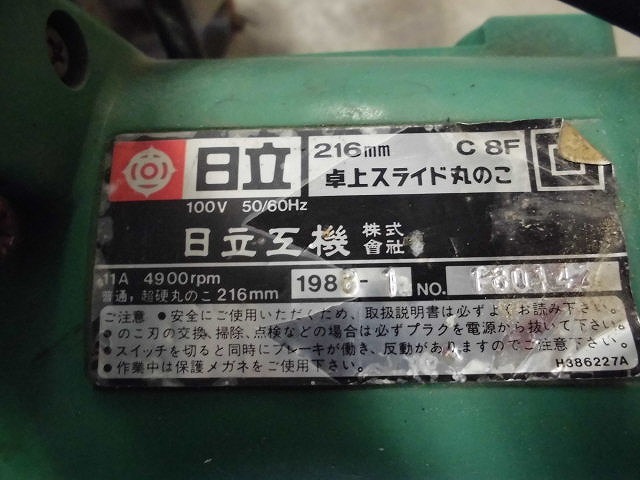 日立
216mm C 8F
卓上スライド丸のこ
100V 50/60Hz
日立工機 株式會社
11A 4900rpm
普通，超硬丸のこ 216mm
NO.
ご注意 ●安全にご使用いただくため、取扱説明書は必ずよくお読み下さい。
●のこ刃の交換、掃除、点検などの場合は必ずプラグを電源から抜いて下さい。
●スイッチを切ると同時にブレーキが働き、反動がありますのでご注意下さい。
●作業中は保護メガネをご使用下さい。
H386227A